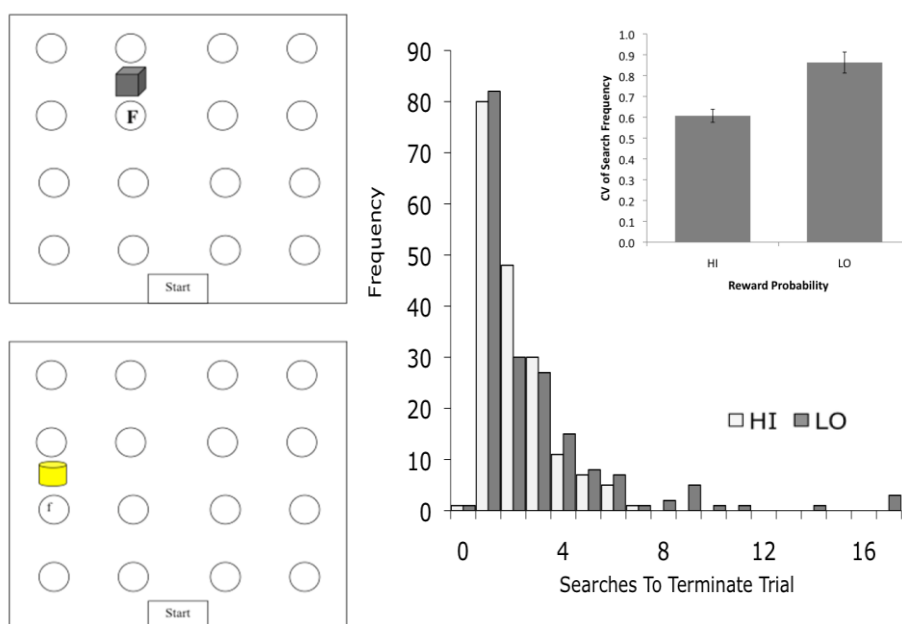 F
Start
f
Start
90
80
70
60
50
40
30
20
10
0
Frequency
0 4 8 12 16
Searches To Terminate Trial
HI LO
1.0
0.9
0.8
0.7
0.6
0.5
0.4
0.3
0.2
0.1
0.0
CV of Search Frequency
HI LO
Reward Probability